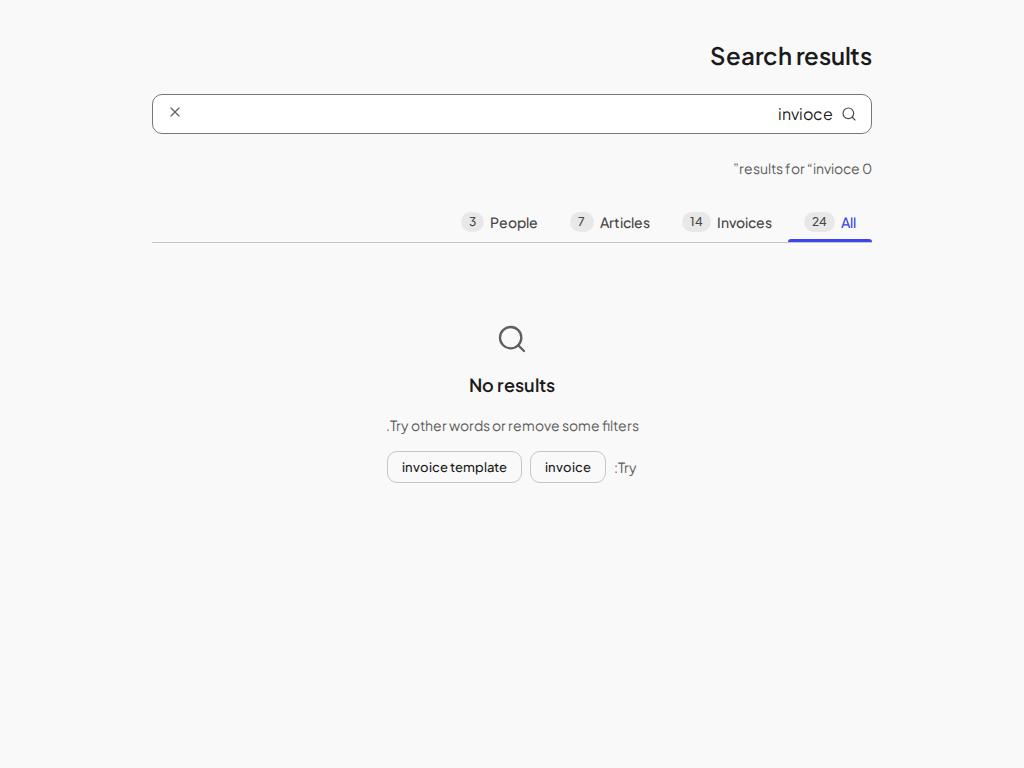 Search results
invioce
0 results for “invioce”
All 24 Invoices 14 Articles 7 People 3
No results
Try other words or remove some filters.
Try: invoice invoice template